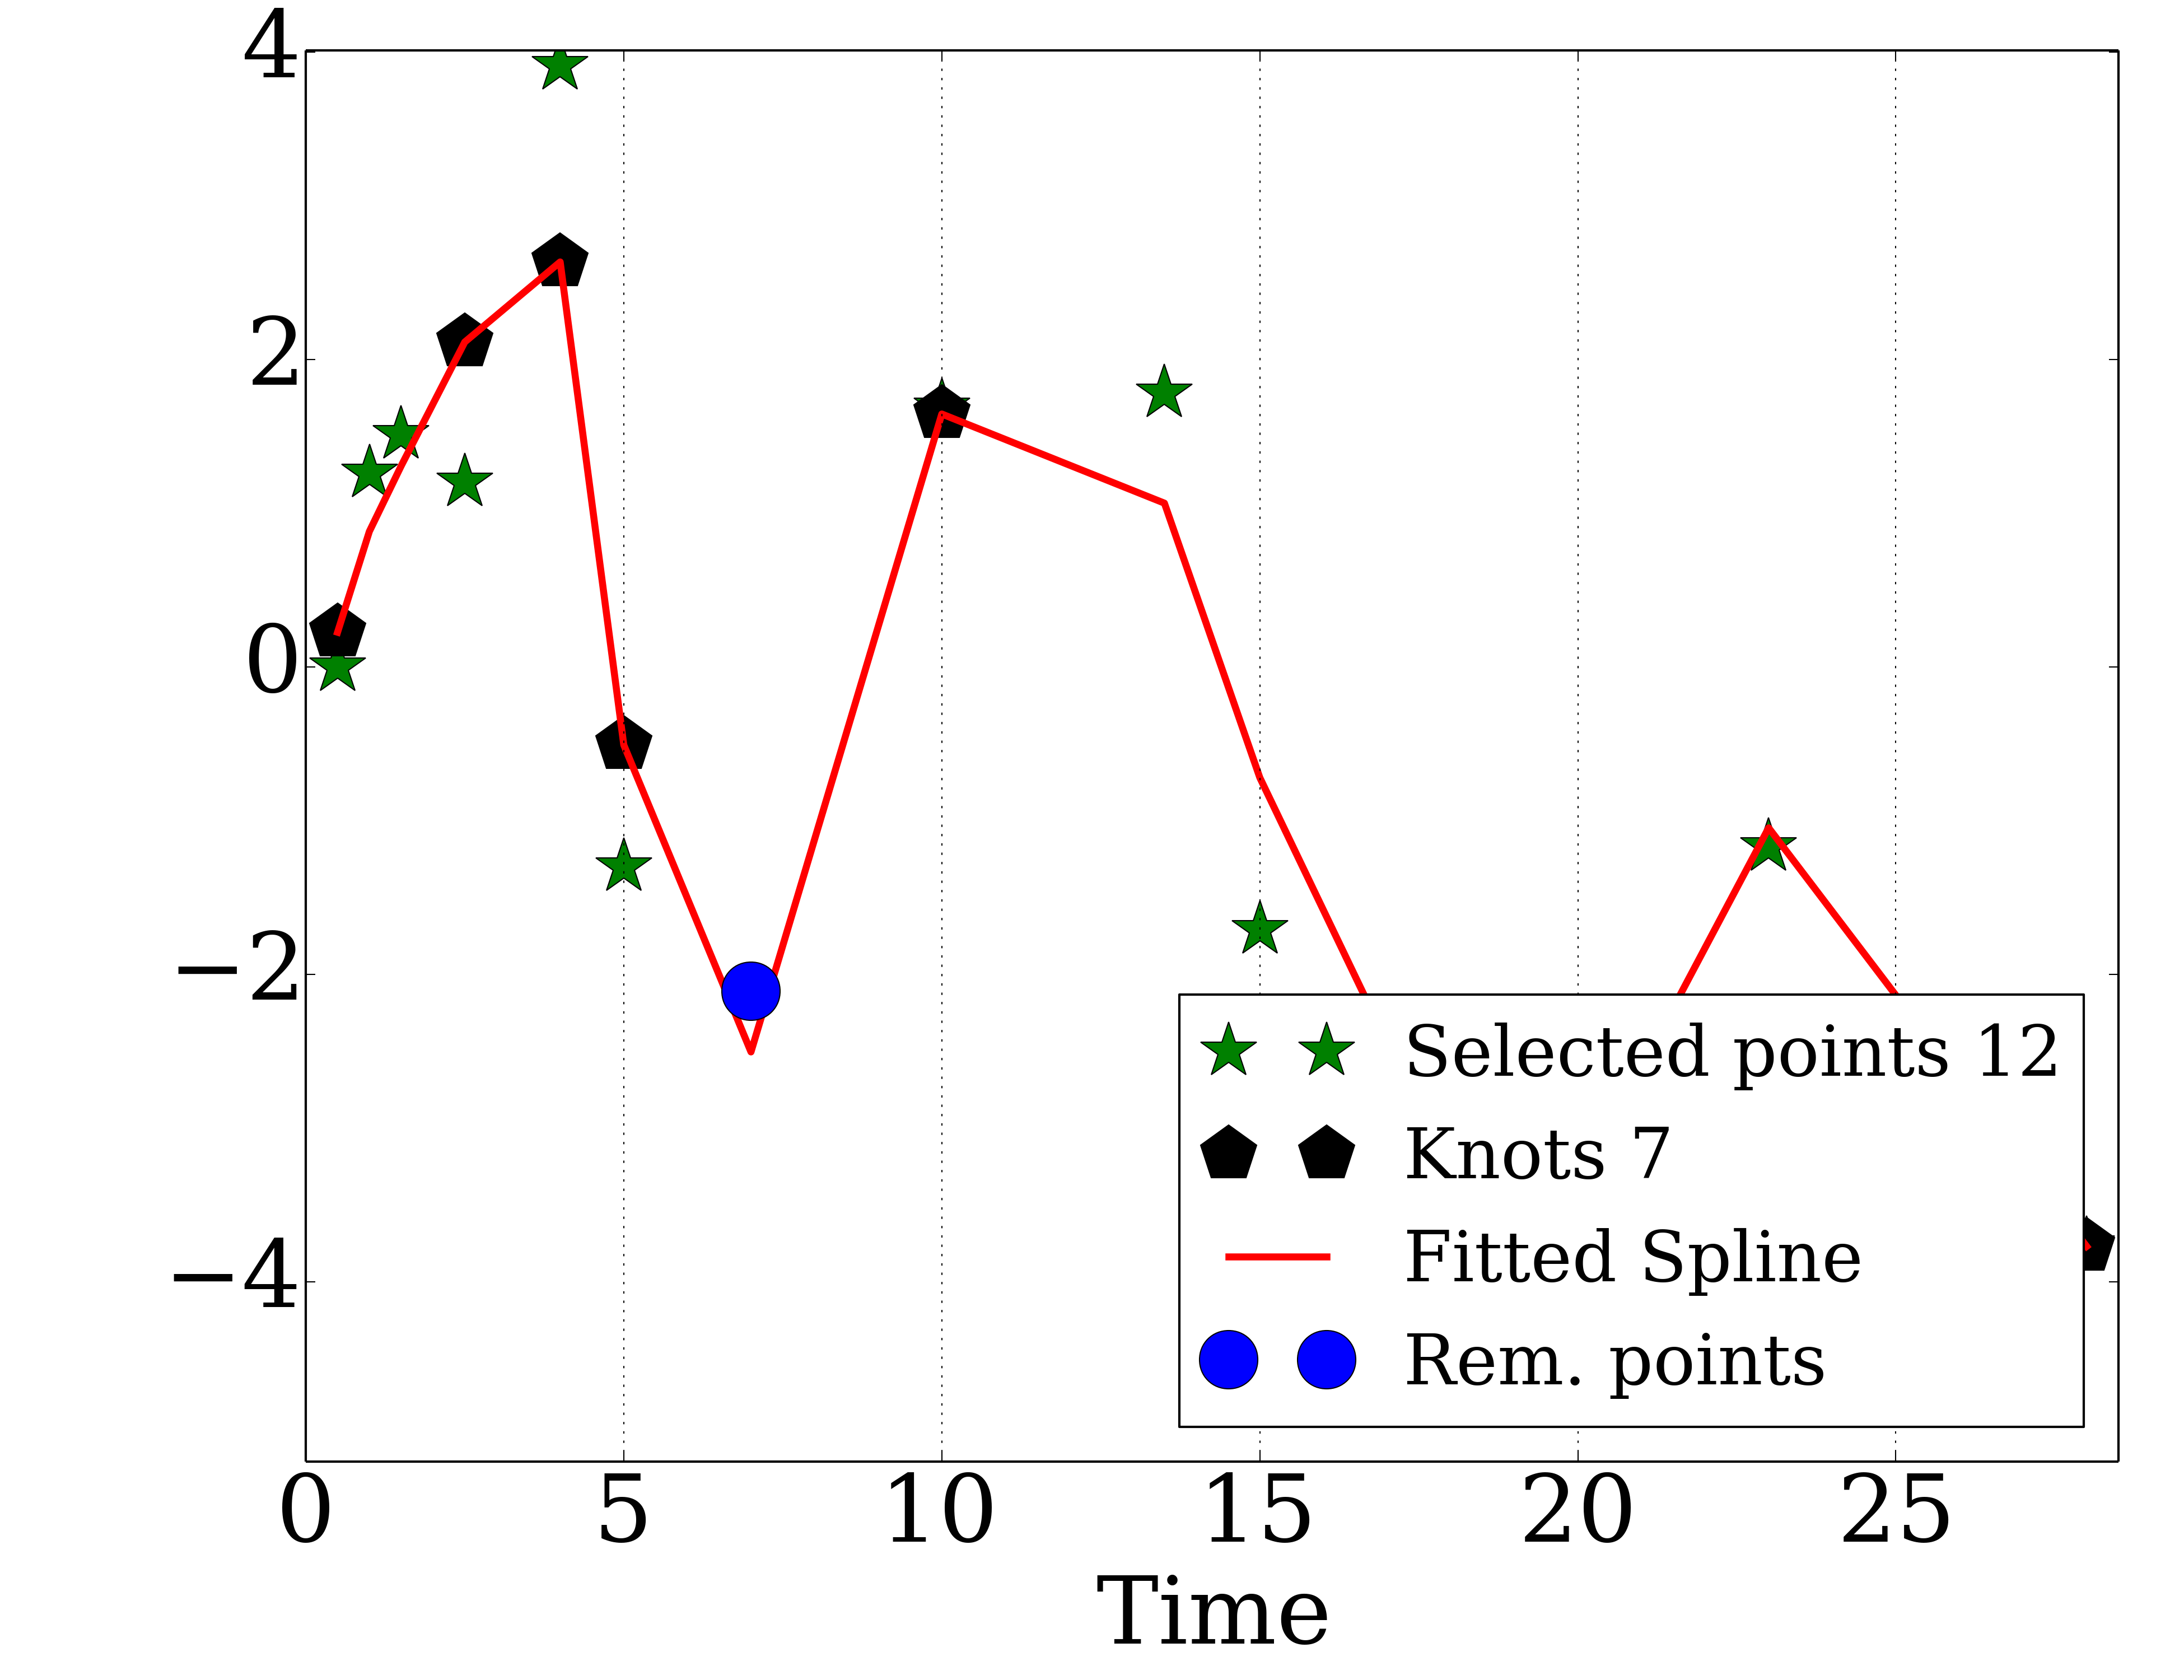 4
2
0
−2
−4
0 5 10 15 20 25
Time
Selected points 12
Knots 7
Fitted Spline
Rem. points